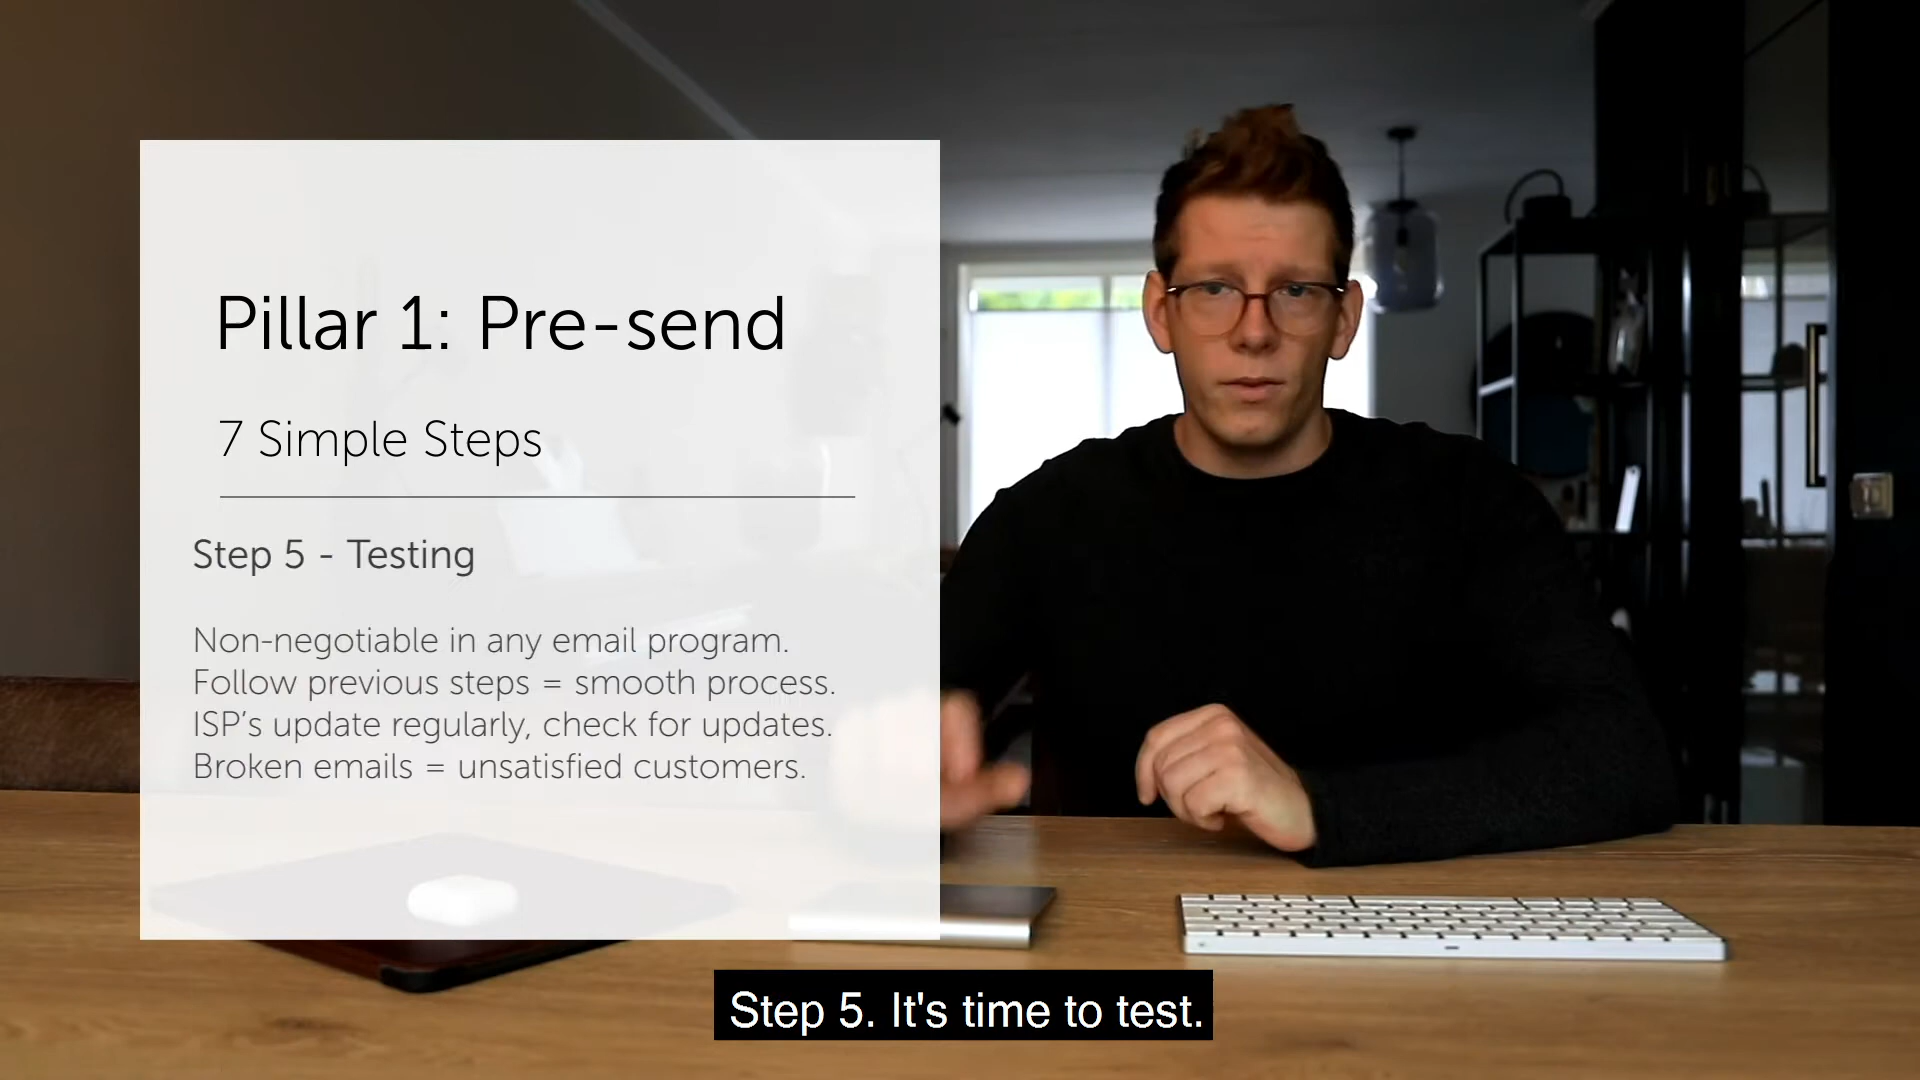 Pillar 1: Pre-send
7 Simple Steps
Step 5 - Testing
Non-negotiable in any email program.
Follow previous steps = smooth process.
ISP’s update regularly, check for updates.
Broken emails = unsatisfied customers.
Step 5. It's time to test.